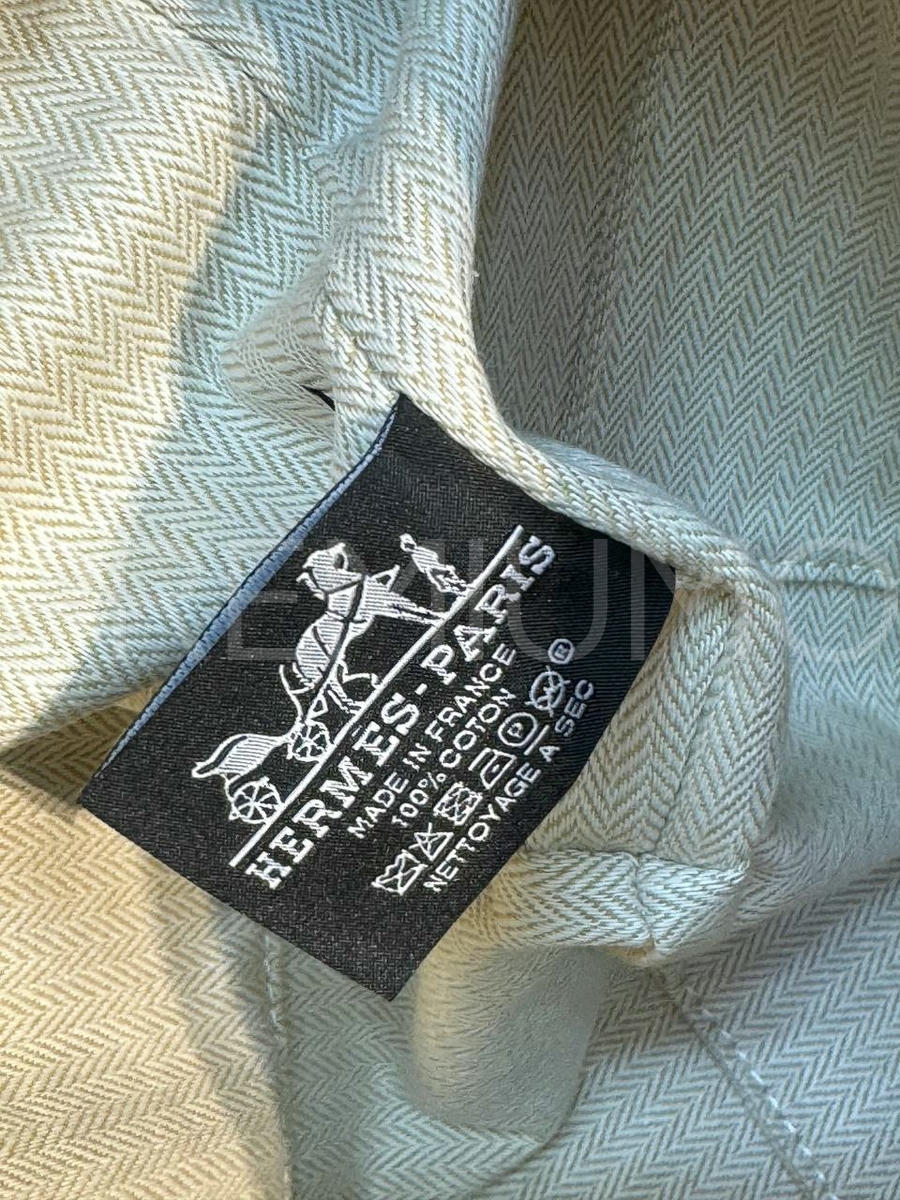 HERMÈS-PARIS
MADE IN FRANCE
100% COTON
P ®
NETTOYAGE A SEC